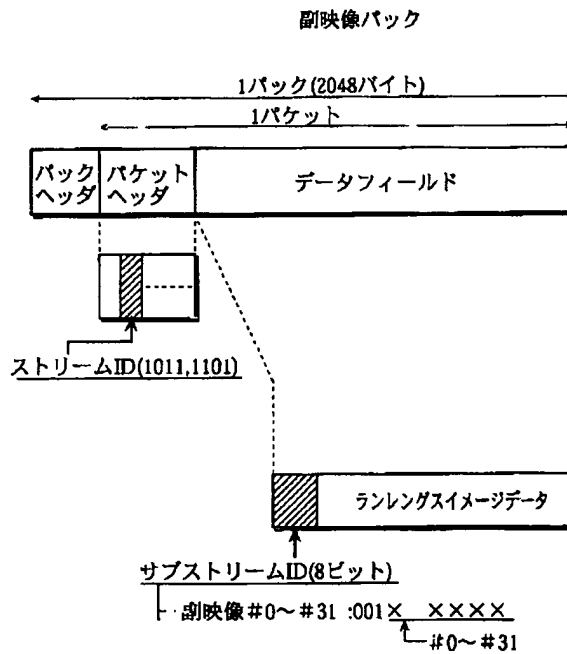 副映像パック
1パック(2048バイト)
1パケット
パック
ヘッダ
パケット
ヘッダ
データフィールド
ストリームID(1011,1101)
ランレングスイメージデータ
サブストリームID(8ビット)
副映像#0～#31 :001× ××××
#0～#31